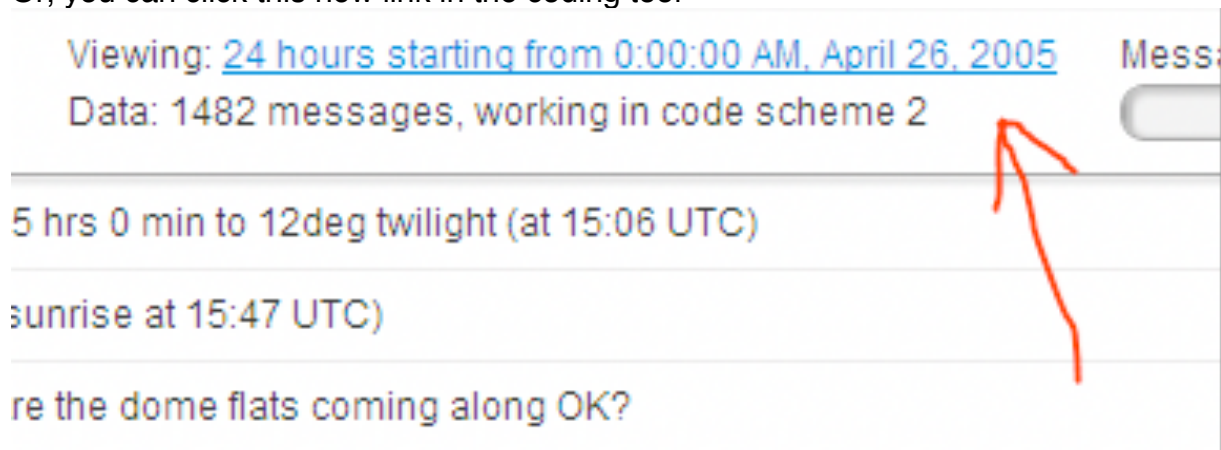 Viewing: 24 hours starting from 0:00:00 AM, April 26, 2005
Data: 1482 messages, working in code scheme 2
5 hrs 0 min to 12deg twilight (at 15:06 UTC)
sunrise at 15:47 UTC)
re the dome flats coming along OK?